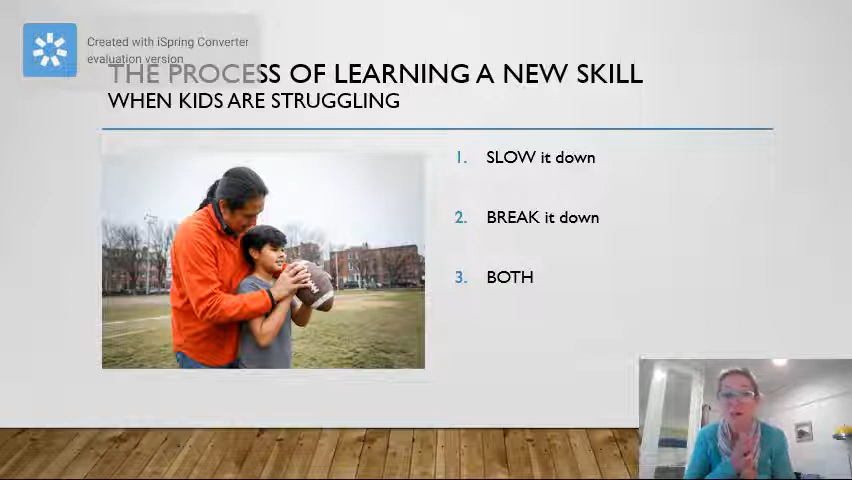 Created with iSpring Converter
evaluation version
THE PROCESS OF LEARNING A NEW SKILL
WHEN KIDS ARE STRUGGLING
1. SLOW it down
2. BREAK it down
3. BOTH